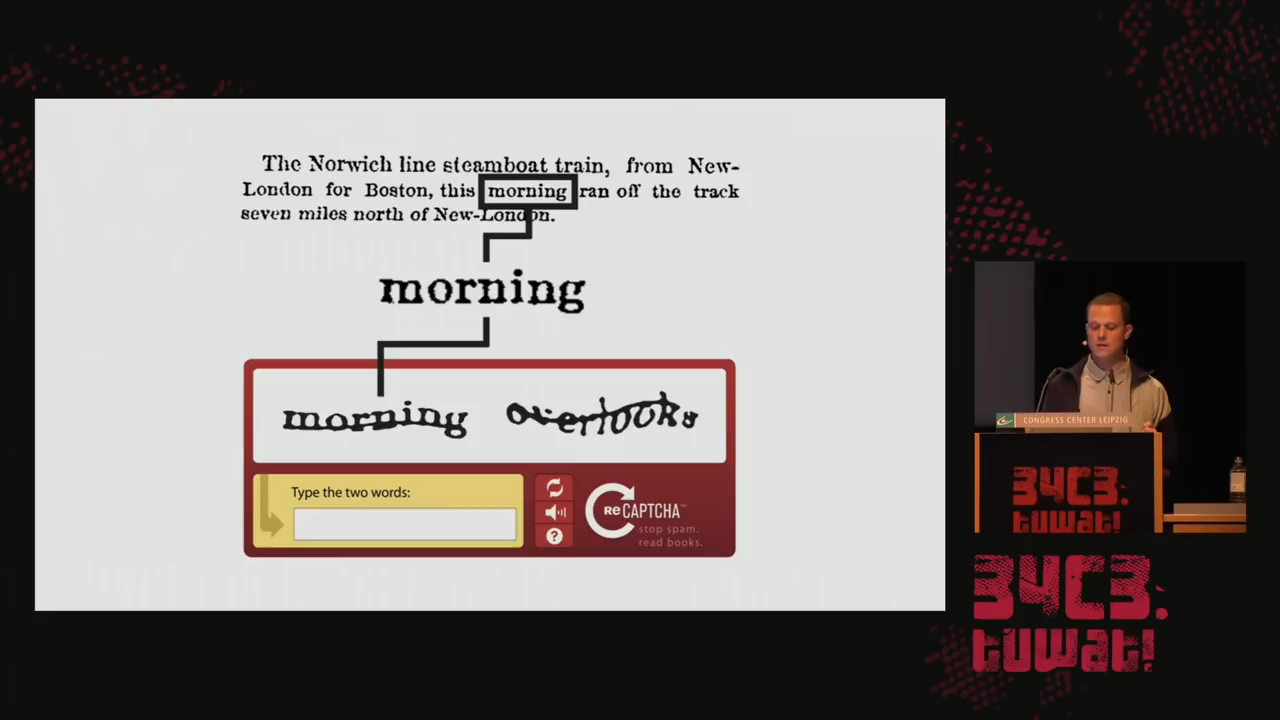 The Norwich line steamboat train, from New-
London for Boston, this morning ran off the track
seven miles north of New-London.
morning
morning overlooks
Type the two words:
reCAPTCHA™
stop spam.
read books.
CONGRESS CENTER LEIPZIG
34C3.
tuwat!
34C3.
tuwat!